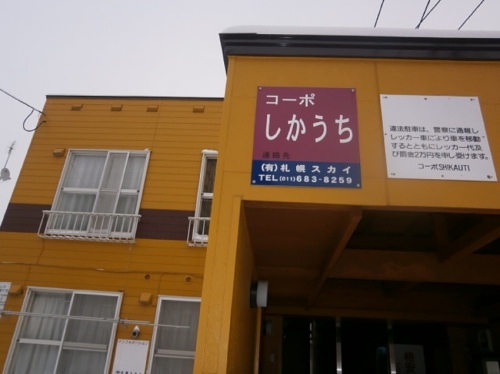 コーポ
しかうち
連絡先
(有)札幌スカイ
TEL(011)683-8259
違法駐車は、警察に通報し
レッカー車により車を移動
するとともにレッカー代及
び罰金2万円を申し受けます。
コーポSHIKAUTI